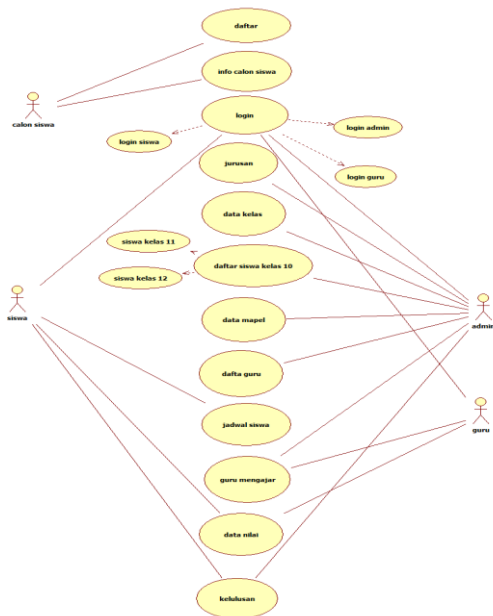 daftar
info calon siswa
calon siswa
login
login admin
login siswa
jurusan
login guru
data kelas
siswa kelas 11
daftar siswa kelas 10
siswa kelas 12
siswa
data mapel
admin
dafta guru
jadwal siswa
guru
guru mengajar
data nilai
kelulusan